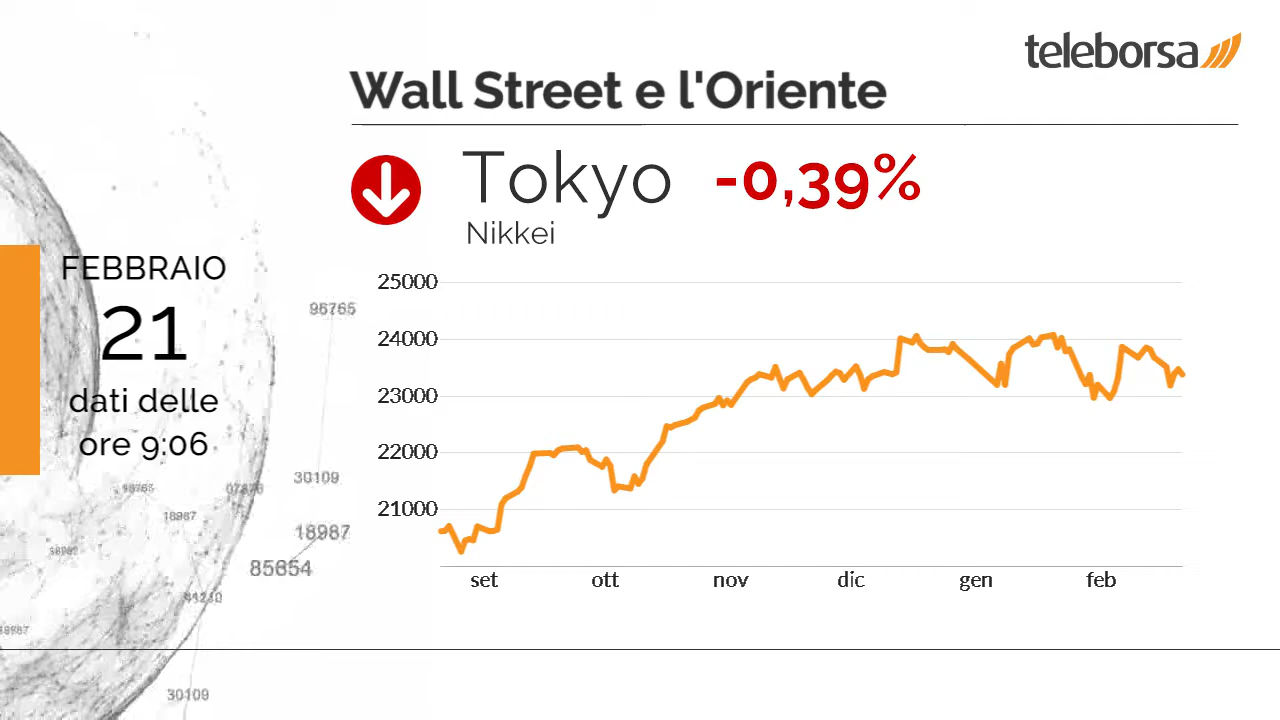 teleborsa
Wall Street e l'Oriente
Tokyo -0,39%
Nikkei
FEBBRAIO
21
dati delle
ore 9:06
25000
24000
23000
22000
21000
set ott nov dic gen feb
96765
30109
18987
85654
18987
30109